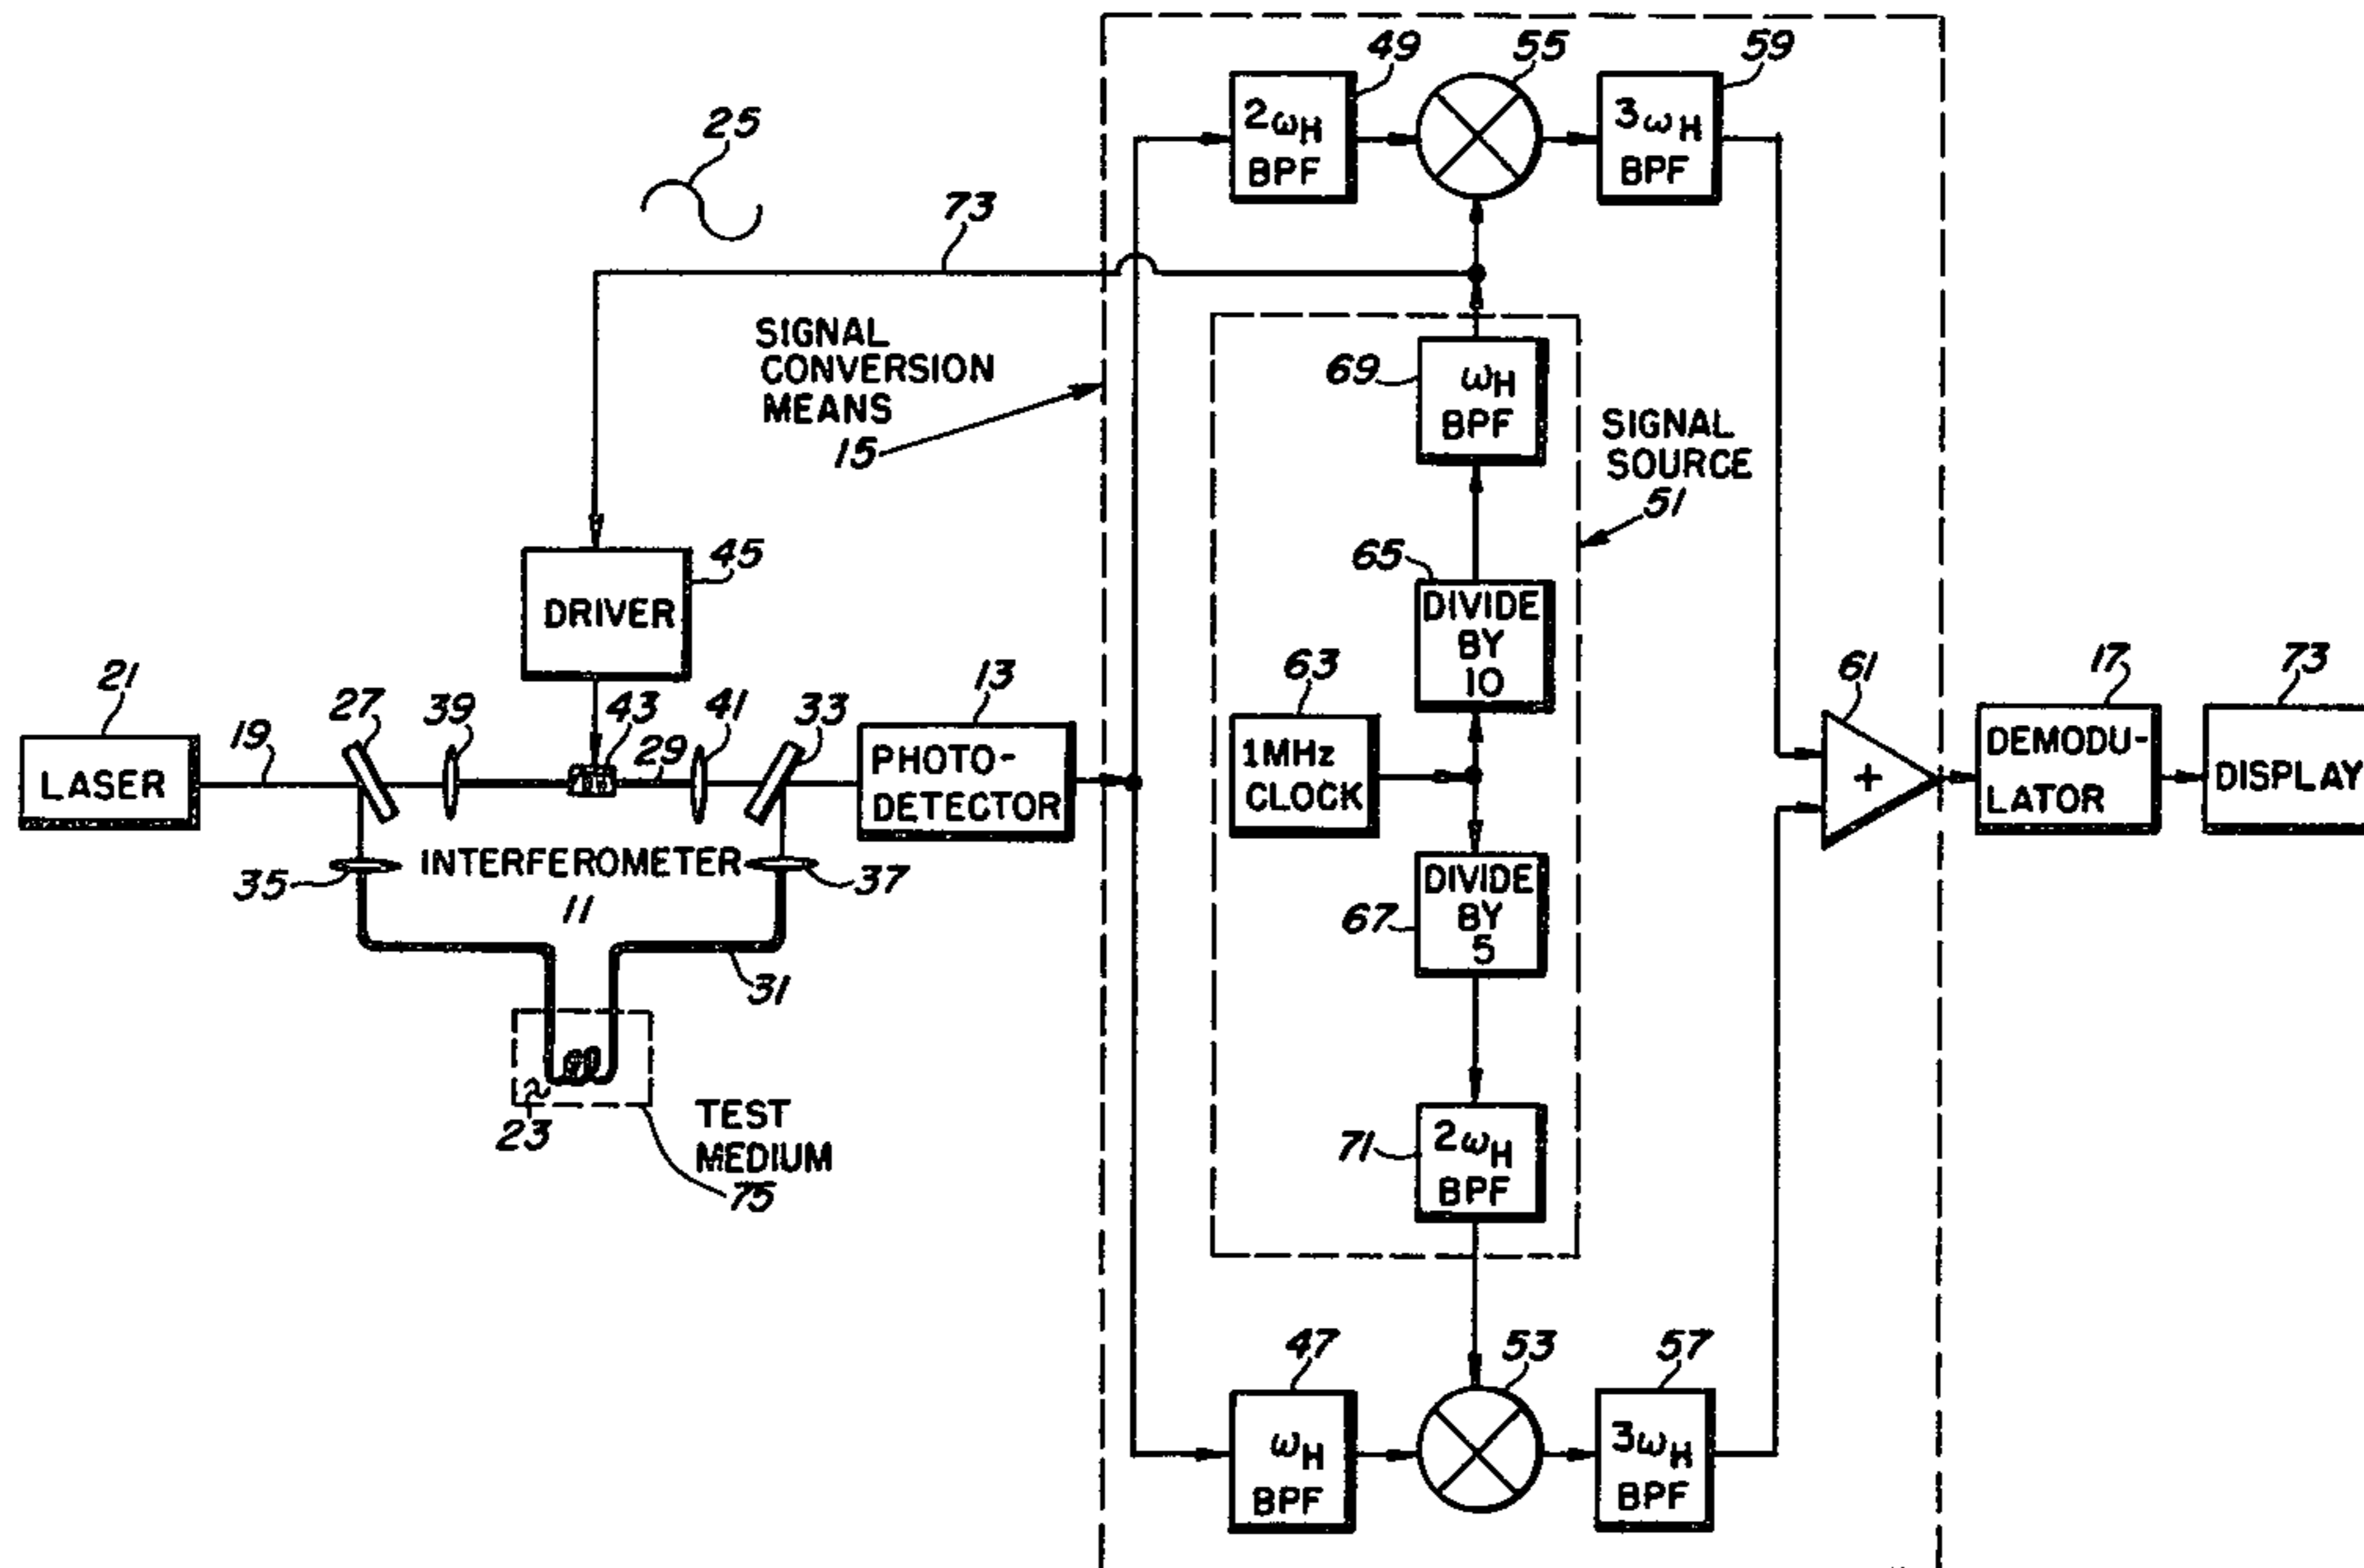 49
55
59
2ωH
BPF
3ωH
BPF
25
73
SIGNAL
CONVERSION
MEANS
15
69
ωH
BPF
SIGNAL
SOURCE
51
45
DRIVER
65
DIVIDE
BY
10
21
LASER
19
27
39
43
29
41
33
13
PHOTO-
DETECTOR
63
1MHz
CLOCK
61
+
17
DEMODU-
LATOR
73
DISPLAY
35
INTERFEROMETER
11
37
67
DIVIDE
BY
5
31
23
TEST
MEDIUM
75
71
2ωH
BPF
47
53
57
ωH
BPF
3ωH
BPF